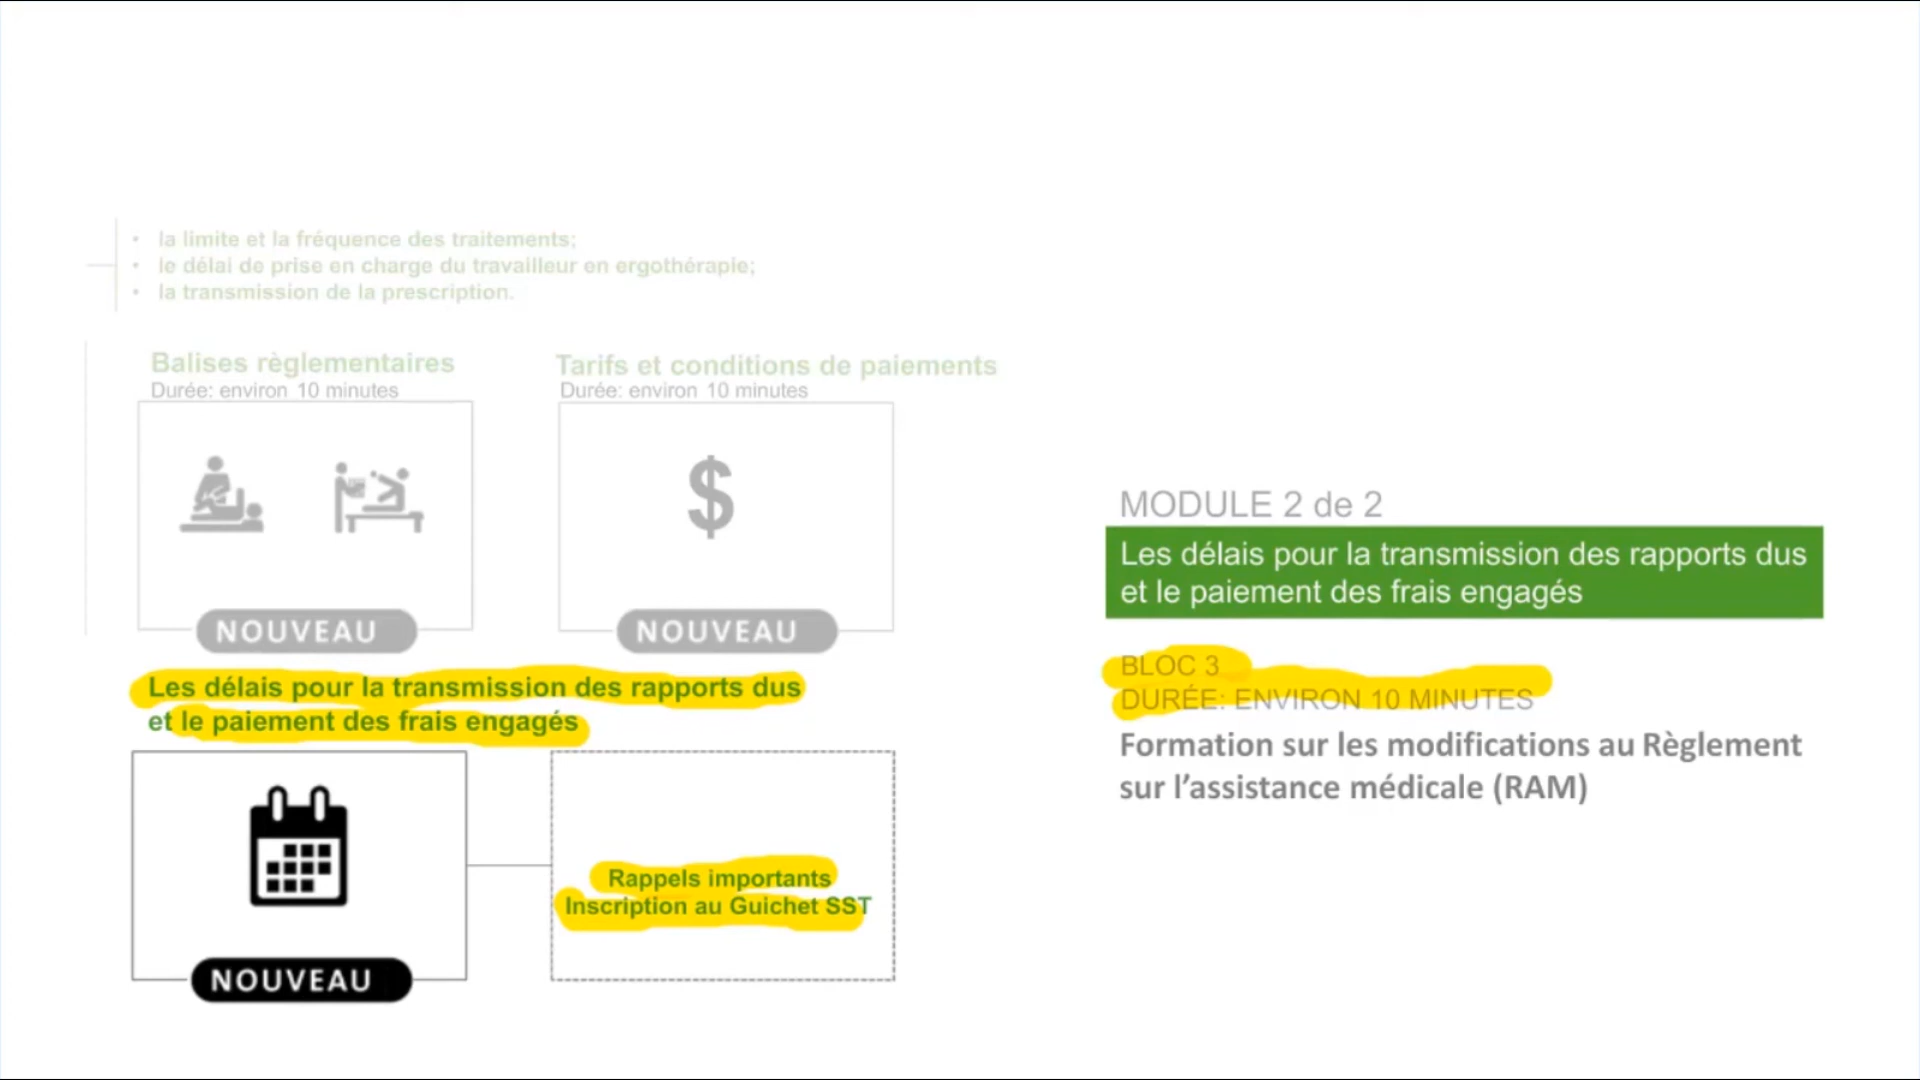 • la limite et la fréquence des traitements;
• le délai de prise en charge du travailleur en ergothérapie;
• la transmission de la prescription.
Balises règlementaires
Durée: environ 10 minutes
NOUVEAU
Tarifs et conditions de paiements
Durée: environ 10 minutes
$
NOUVEAU
Les délais pour la transmission des rapports dus
et le paiement des frais engagés
NOUVEAU
Rappels importants
Inscription au Guichet SST
MODULE 2 de 2
Les délais pour la transmission des rapports dus
et le paiement des frais engagés
BLOC 3
DURÉE: ENVIRON 10 MINUTES
Formation sur les modifications au Règlement
sur l’assistance médicale (RAM)